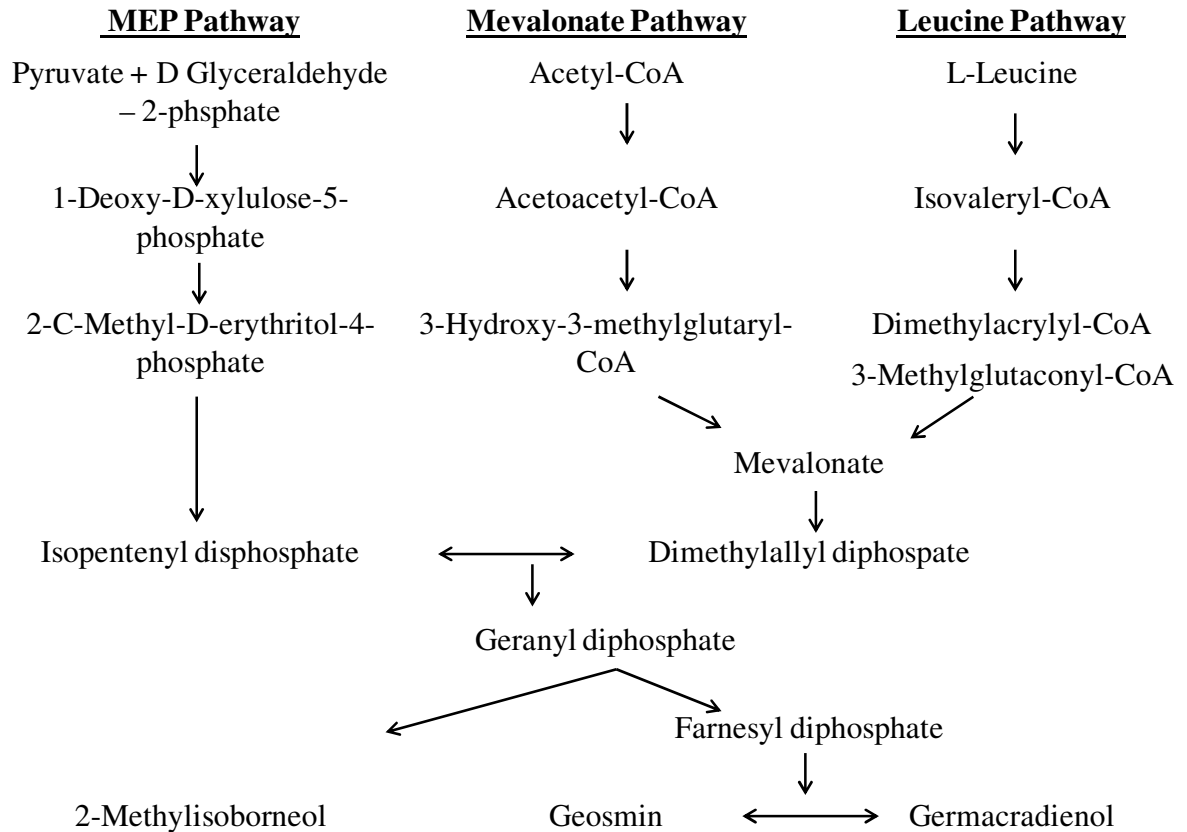 MEP Pathway
Mevalonate Pathway
Leucine Pathway
Pyruvate + D Glyceraldehyde
– 2-phsphate
Acetyl-CoA
L-Leucine
1-Deoxy-D-xylulose-5-
phosphate
Acetoacetyl-CoA
Isovaleryl-CoA
2-C-Methyl-D-erythritol-4-
phosphate
3-Hydroxy-3-methylglutaryl-
CoA
Dimethylacrylyl-CoA
3-Methylglutaconyl-CoA
Mevalonate
Isopentenyl disphosphate
Dimethylallyl diphospate
Geranyl diphosphate
Farnesyl diphosphate
2-Methylisoborneol
Geosmin
Germacradienol